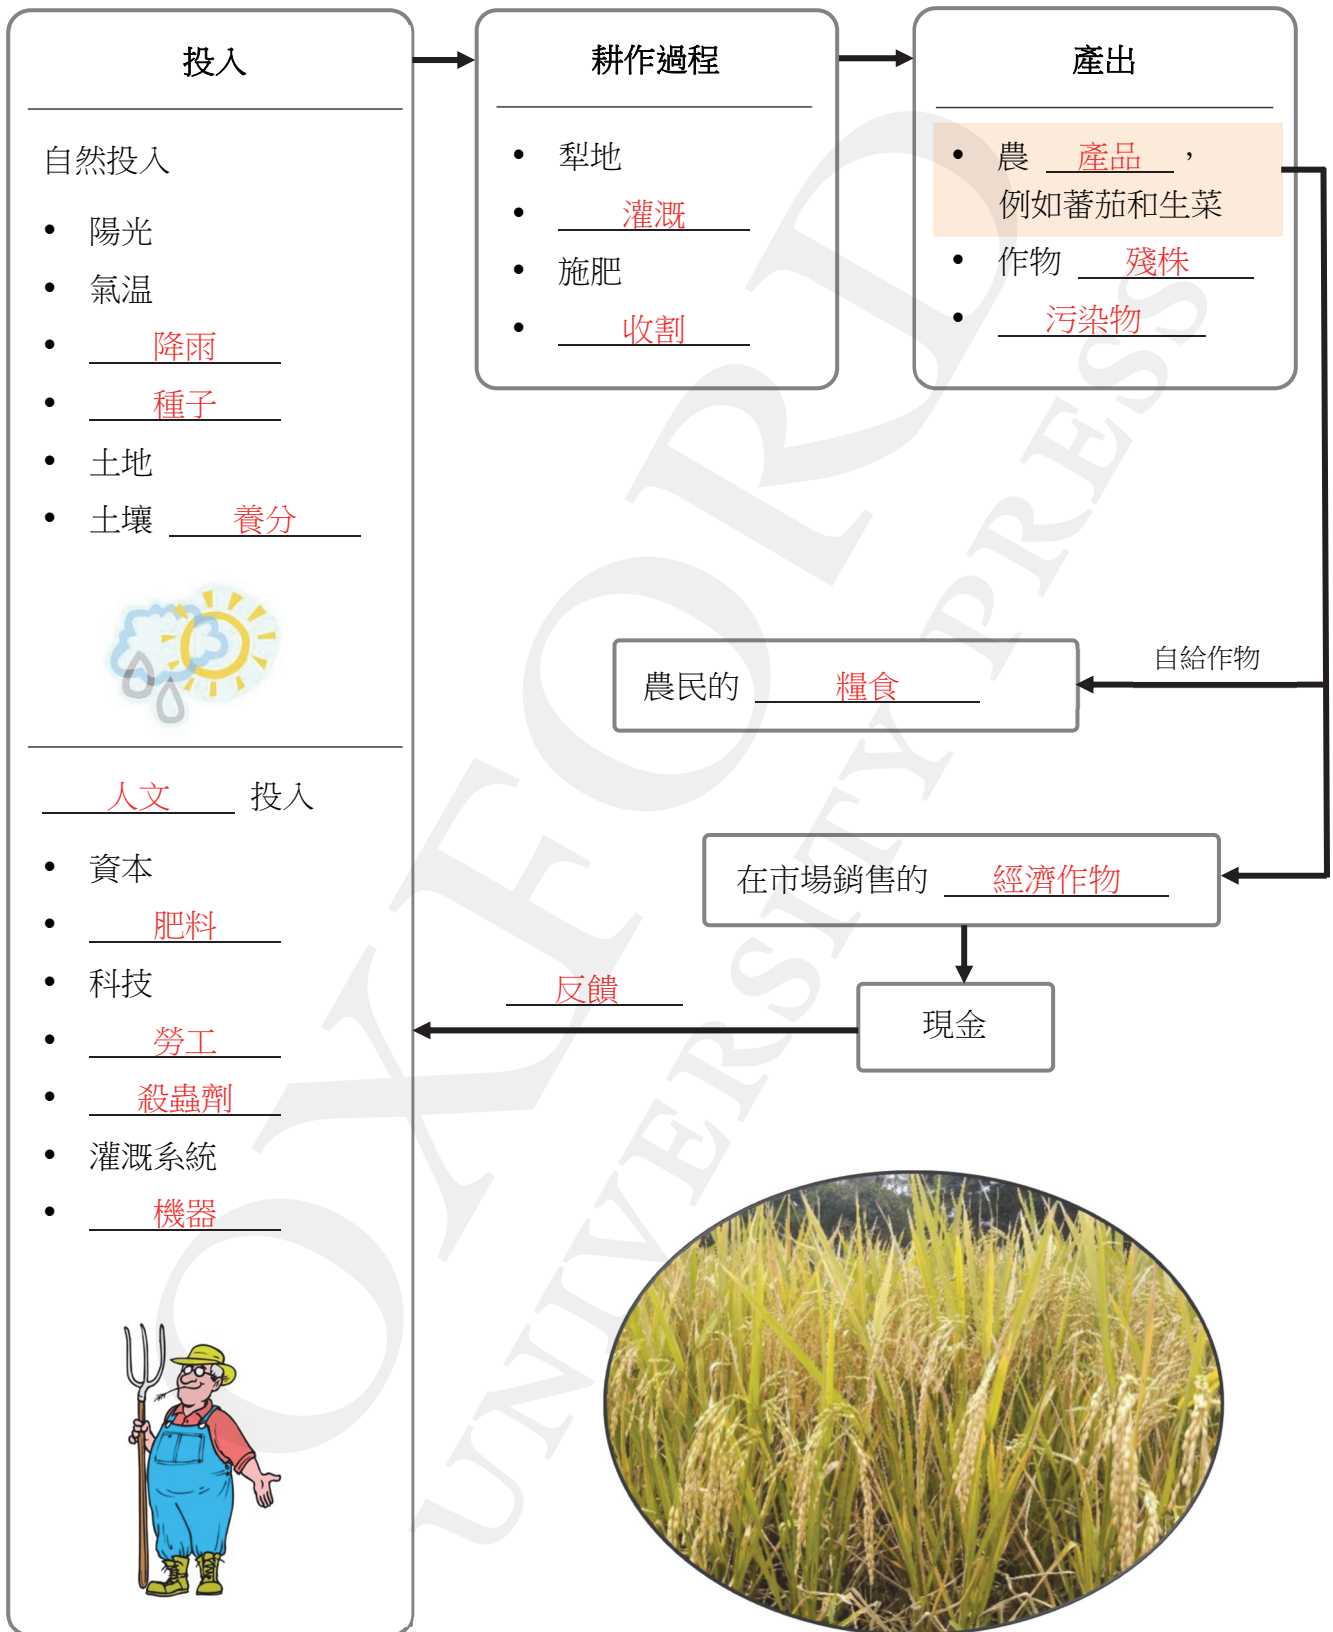 投入
自然投入
• 陽光
• 氣温
• 降雨
• 種子
• 土地
• 土壤 養分
人文 投入
• 資本
• 肥料
• 科技
• 勞工
• 殺蟲劑
• 灌溉系統
• 機器
耕作過程
• 犁地
• 灌溉
• 施肥
• 收割
產出
• 農 產品 ，
例如蕃茄和生菜
• 作物 殘株
• 污染物
自給作物
農民的 糧食
在市場銷售的 經濟作物
現金
反饋
OXFORD
UNIVERSITY PRESS